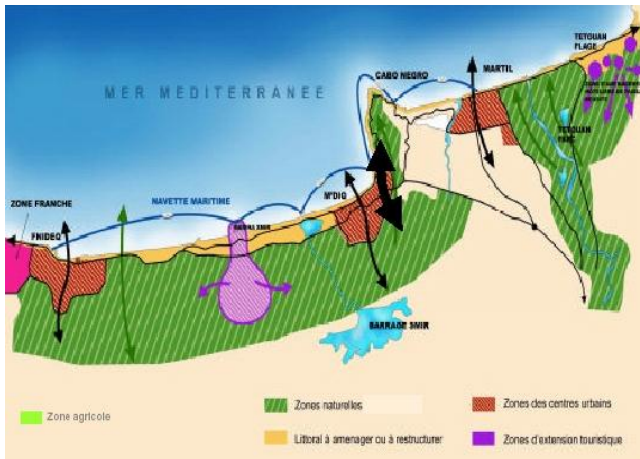 TETOUAN
PLAGE
CABO NEGRO
MARTIL
MER MEDITERRANEE
TETOUAN
PARC
M'DIQ
NAVETTE MARITIME
ZONE FRANCHE
FNIDEQ
BARRAGE SMIR
Zone agricole
Zones naturelles
Zones des centres urbains
Littoral à amenager ou à restructurer
Zones d'extension touristique